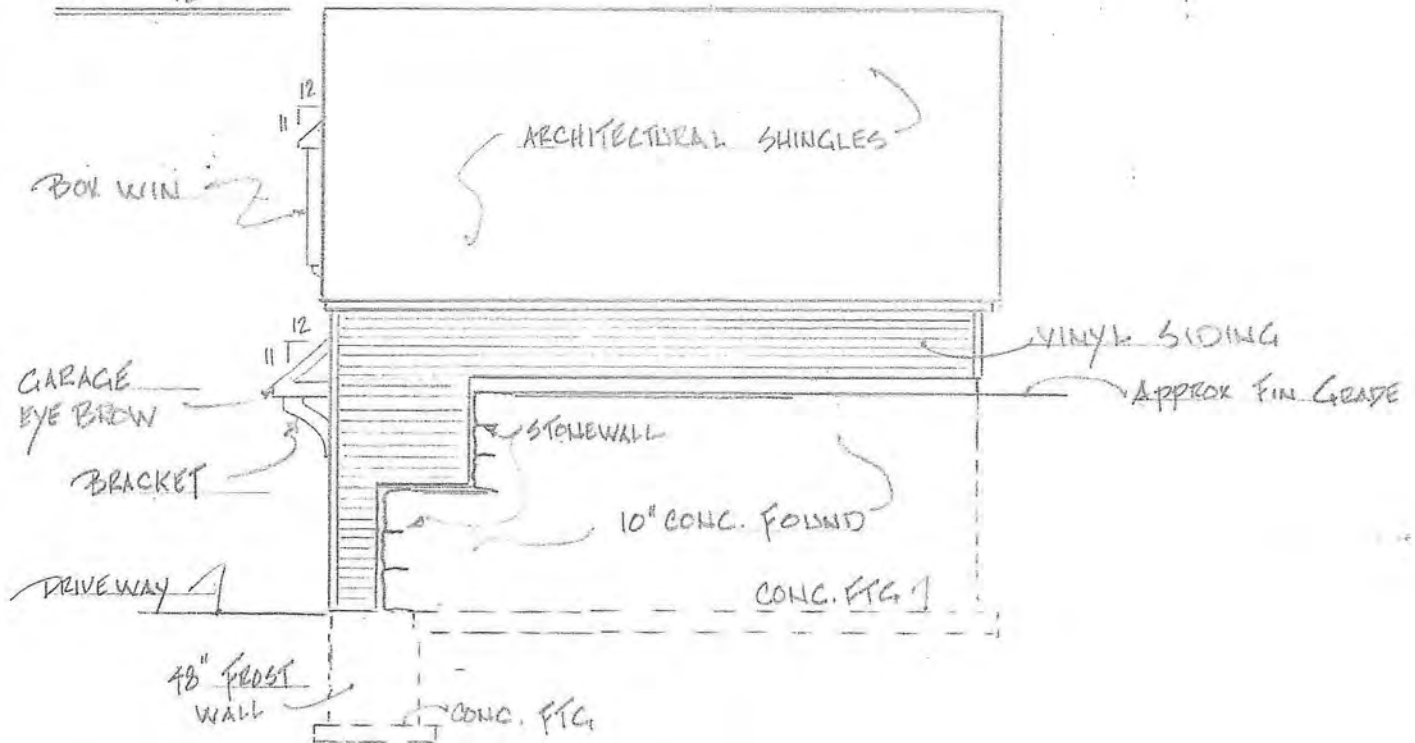 12
11
BOX WIN
ARCHITECTURAL SHINGLES
12
11
GARAGE
EYE BROW
BRACKET
VINYL SIDING
APPROX FIN GRADE
STONEWALL
10" CONC. FOUND
DRIVEWAY
CONC. FTG
48" FROST
WALL
CONC. FTG